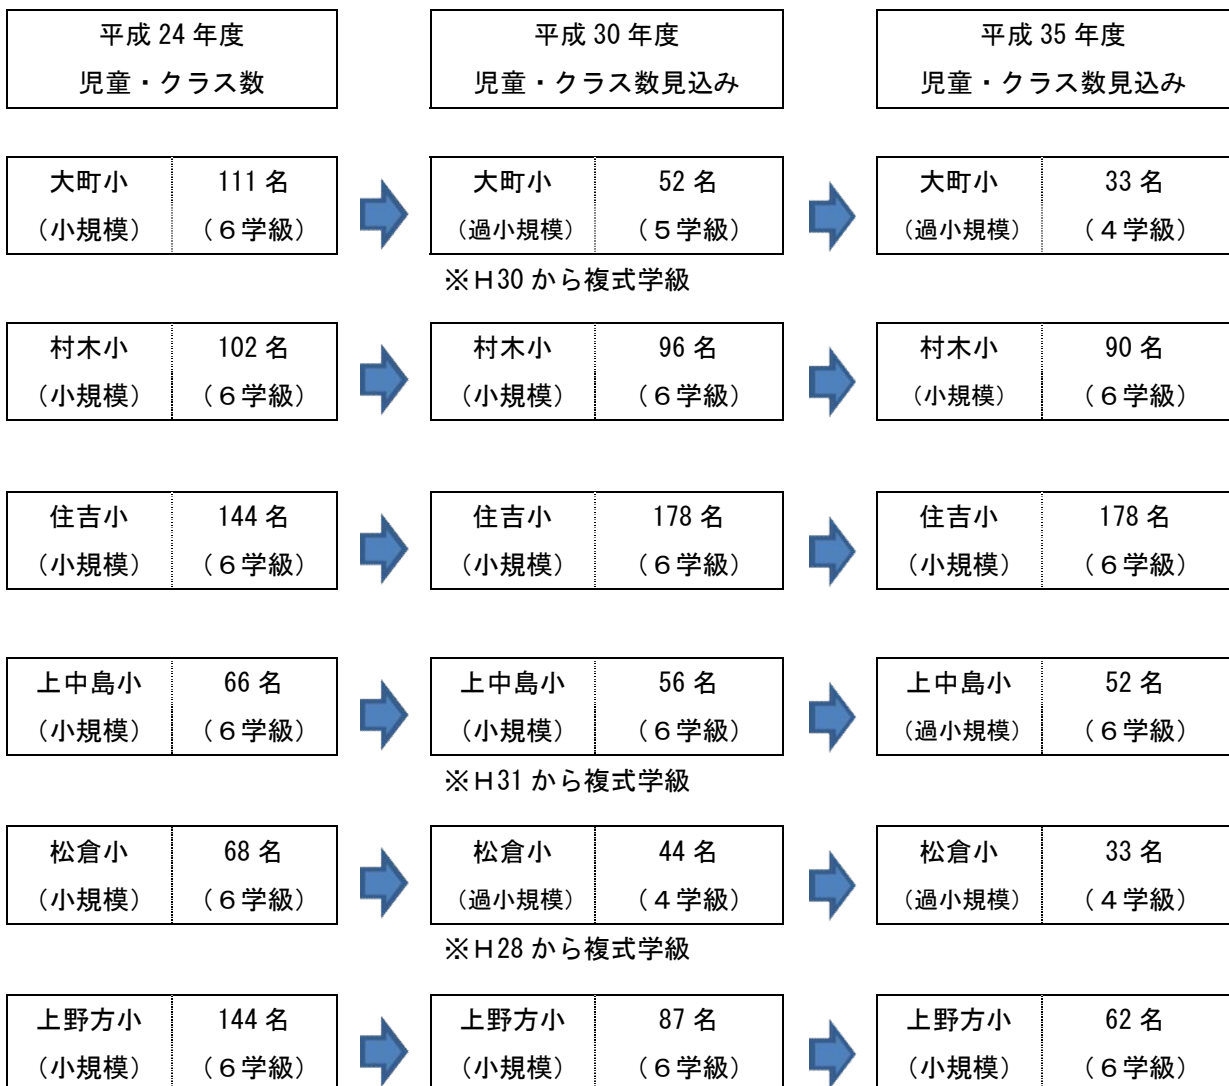 平成 24 年度
児童・クラス数
平成 30 年度
児童・クラス数見込み
平成 35 年度
児童・クラス数見込み
大町小 111 名
（小規模） （６学級）
大町小 52 名
（過小規模） （５学級）
大町小 33 名
（過小規模） （４学級）
※Ｈ30 から複式学級
村木小 102 名
（小規模） （６学級）
村木小 96 名
（小規模） （６学級）
村木小 90 名
（小規模） （６学級）
住吉小 144 名
（小規模） （６学級）
住吉小 178 名
（小規模） （６学級）
住吉小 178 名
（小規模） （６学級）
上中島小 66 名
（小規模） （６学級）
上中島小 56 名
（小規模） （６学級）
上中島小 52 名
（過小規模） （６学級）
※Ｈ31 から複式学級
松倉小 68 名
（小規模） （６学級）
松倉小 44 名
（過小規模） （４学級）
松倉小 33 名
（過小規模） （４学級）
※Ｈ28 から複式学級
上野方小 144 名
（小規模） （６学級）
上野方小 87 名
（小規模） （６学級）
上野方小 62 名
（小規模） （６学級）